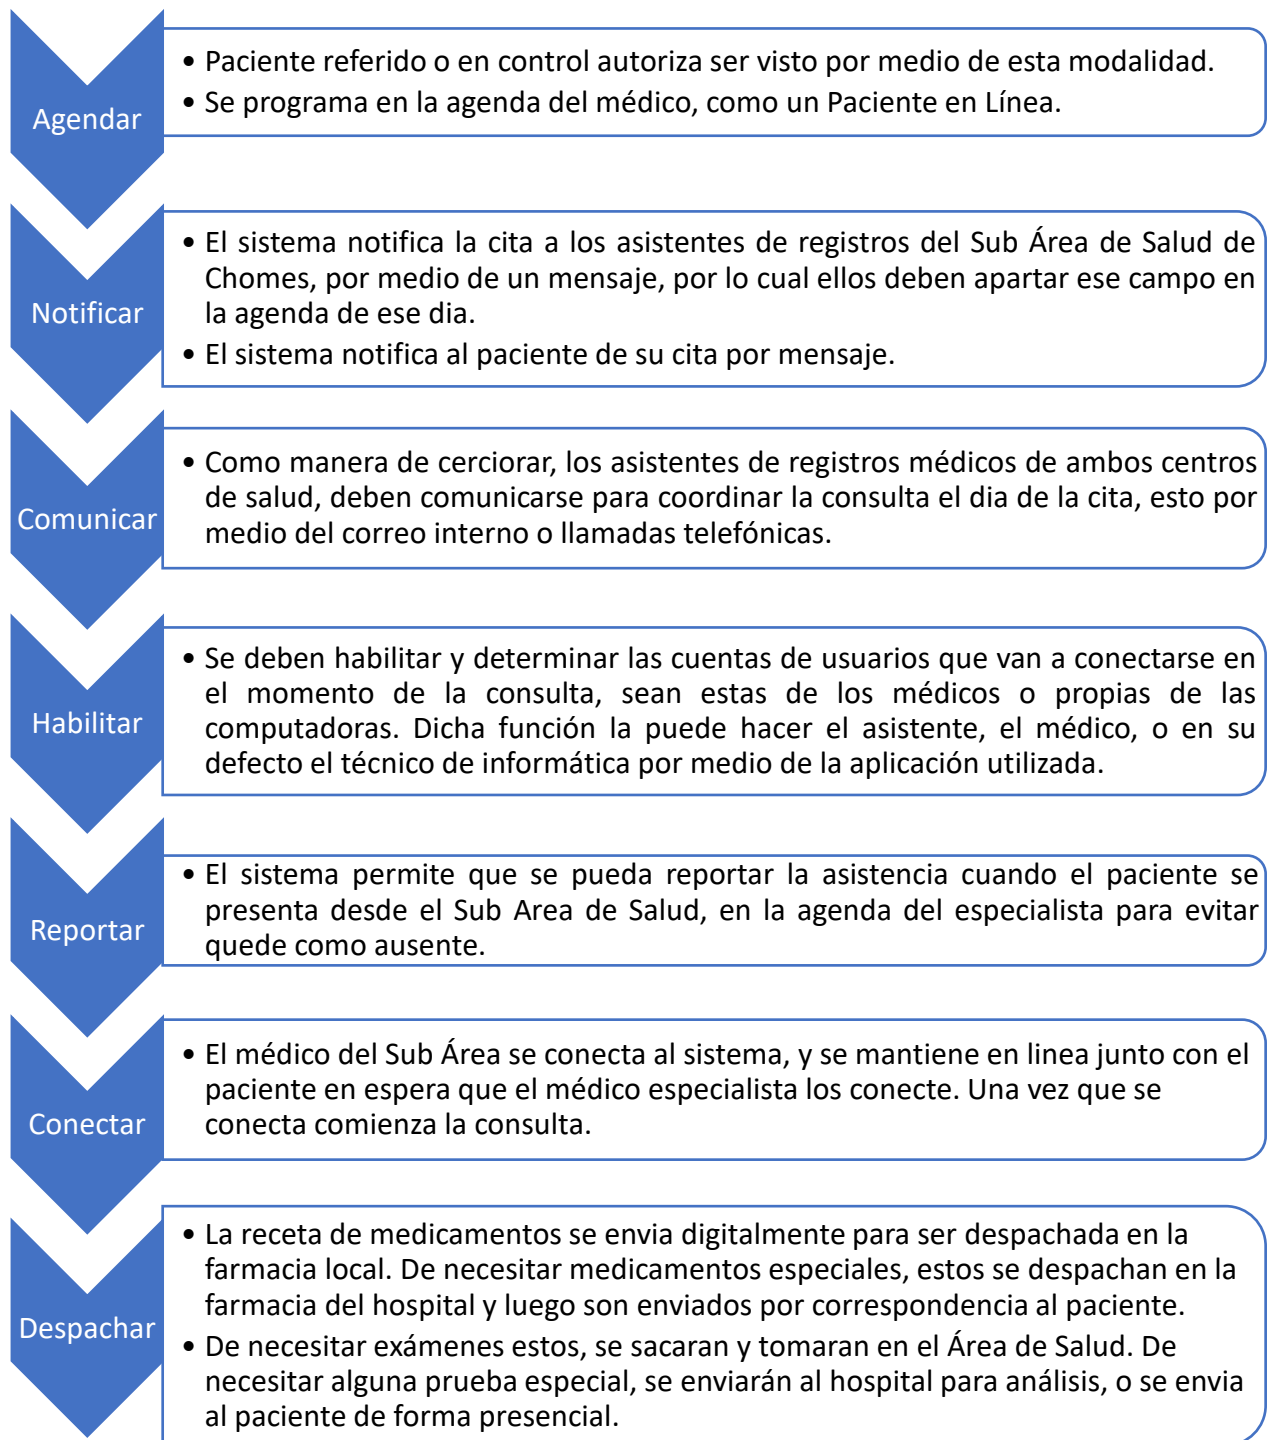 Agendar
• Paciente referido o en control autoriza ser visto por medio de esta modalidad.
• Se programa en la agenda del médico, como un Paciente en Línea.
Notificar
• El sistema notifica la cita a los asistentes de registros del Sub Área de Salud de
Chomes, por medio de un mensaje, por lo cual ellos deben apartar ese campo en
la agenda de ese dia.
• El sistema notifica al paciente de su cita por mensaje.
Comunicar
• Como manera de cerciorar, los asistentes de registros médicos de ambos centros
de salud, deben comunicarse para coordinar la consulta el dia de la cita, esto por
medio del correo interno o llamadas telefónicas.
Habilitar
• Se deben habilitar y determinar las cuentas de usuarios que van a conectarse en
el momento de la consulta, sean estas de los médicos o propias de las
computadoras. Dicha función la puede hacer el asistente, el médico, o en su
defecto el técnico de informática por medio de la aplicación utilizada.
Reportar
• El sistema permite que se pueda reportar la asistencia cuando el paciente se
presenta desde el Sub Area de Salud, en la agenda del especialista para evitar
quede como ausente.
Conectar
• El médico del Sub Área se conecta al sistema, y se mantiene en linea junto con el
paciente en espera que el médico especialista los conecte. Una vez que se
conecta comienza la consulta.
Despachar
• La receta de medicamentos se envia digitalmente para ser despachada en la
farmacia local. De necesitar medicamentos especiales, estos se despachan en la
farmacia del hospital y luego son enviados por correspondencia al paciente.
• De necesitar exámenes estos, se sacaran y tomaran en el Área de Salud. De
necesitar alguna prueba especial, se enviarán al hospital para análisis, o se envia
al paciente de forma presencial.